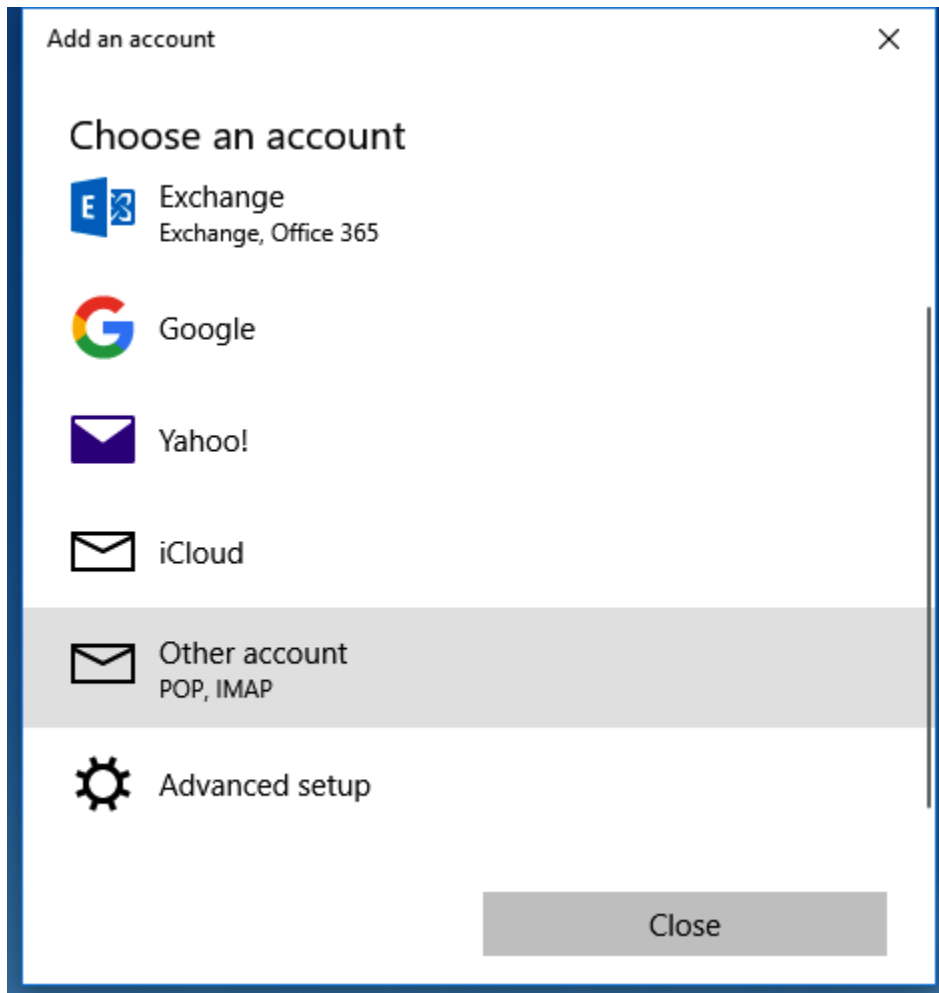 Add an account
Choose an account
Exchange
Exchange, Office 365
Google
Yahoo!
iCloud
Other account
POP, IMAP
Advanced setup
Close